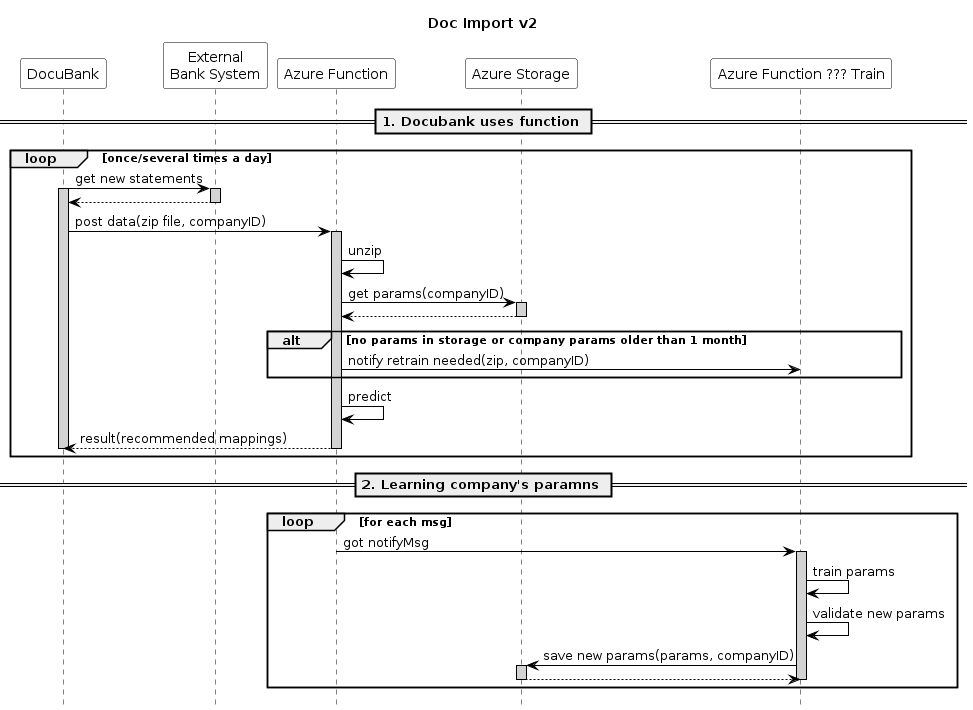 Doc Import v2
DocuBank
External
Bank System
Azure Function
Azure Storage
Azure Function ??? Train
1. Docubank uses function
loop
[once/several times a day]
get new statements
post data(zip file, companyID)
unzip
get params(companyID)
alt
[no params in storage or company params older than 1 month]
notify retrain needed(zip, companyID)
predict
result(recommended mappings)
2. Learning company's paramns
loop
[for each msg]
got notifyMsg
train params
validate new params
save new params(params, companyID)